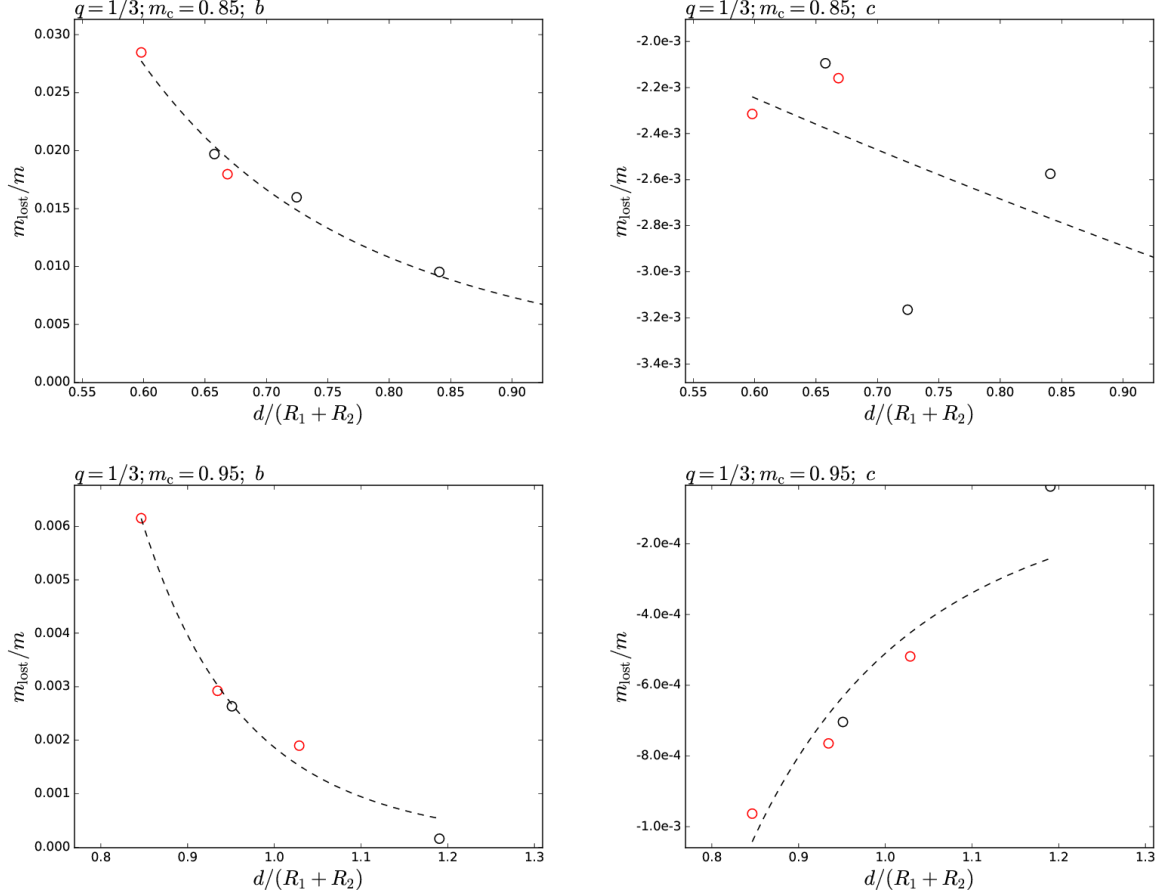 q = 1/3; m_c = 0.85; b
0.030
0.025
0.020
0.015
0.010
0.005
0.000
m_lost/m
0.55 0.60 0.65 0.70 0.75 0.80 0.85 0.90
d/(R_1 + R_2)
q = 1/3; m_c = 0.85; c
-2.0e-3
-2.2e-3
-2.4e-3
-2.6e-3
-2.8e-3
-3.0e-3
-3.2e-3
-3.4e-3
m_lost/m
0.55 0.60 0.65 0.70 0.75 0.80 0.85 0.90
d/(R_1 + R_2)
q = 1/3; m_c = 0.95; b
0.006
0.005
0.004
0.003
0.002
0.001
0.000
m_lost/m
0.8 0.9 1.0 1.1 1.2 1.3
d/(R_1 + R_2)
q = 1/3; m_c = 0.95; c
-2.0e-4
-4.0e-4
-6.0e-4
-8.0e-4
-1.0e-3
m_lost/m
0.8 0.9 1.0 1.1 1.2 1.3
d/(R_1 + R_2)